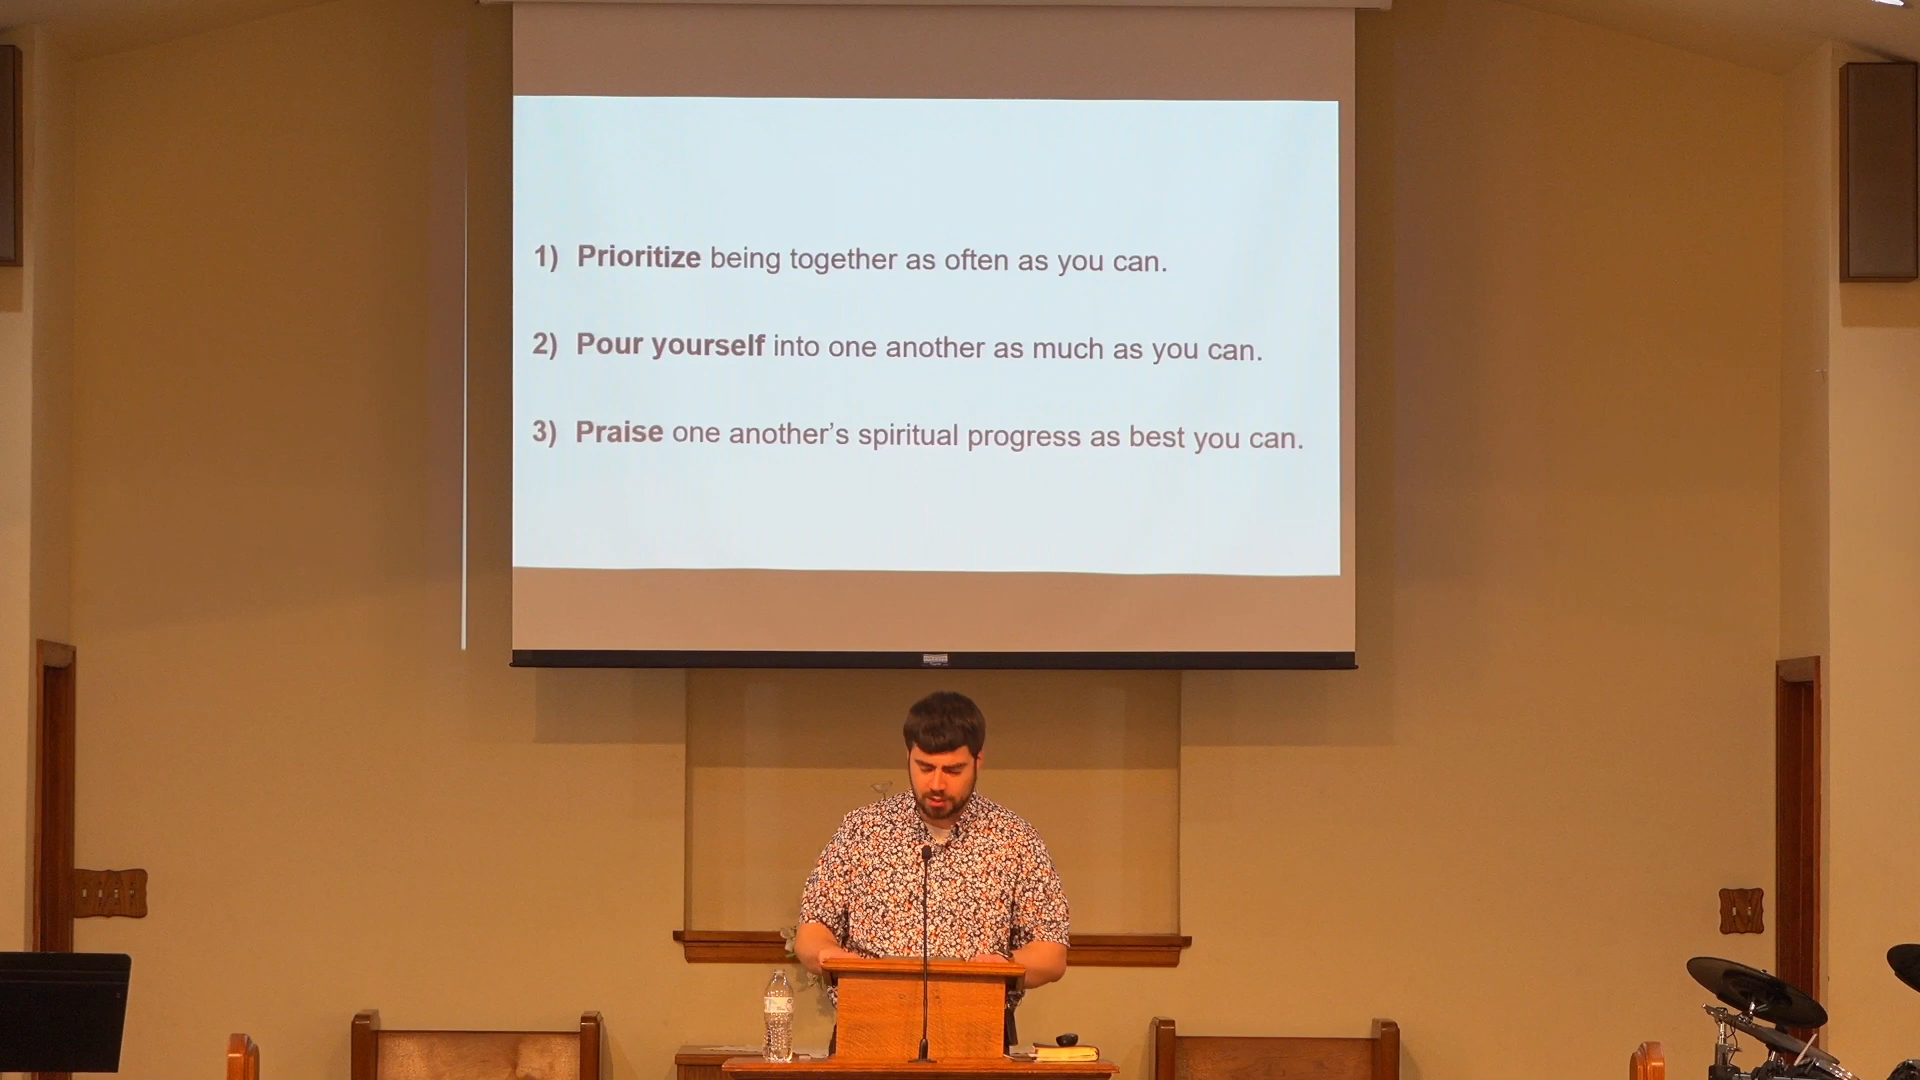 1) Prioritize being together as often as you can.
2) Pour yourself into one another as much as you can.
3) Praise one another’s spiritual progress as best you can.